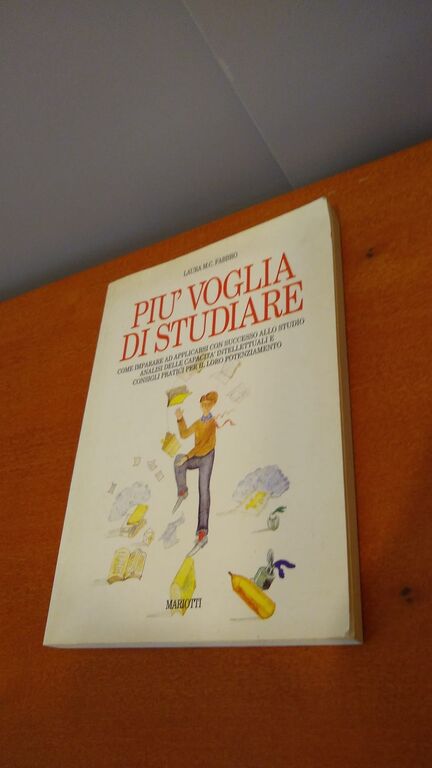 LAURA M.C. FABBRO
PIU' VOGLIA
DI STUDIARE
COME IMPARARE AD APPLICARSI CON SUCCESSO ALLO STUDIO
ANALISI DELLE CAPACITA' INTELLETTUALI E
CONSIGLI PRATICI PER IL LORO POTENZIAMENTO
MARIOTTI